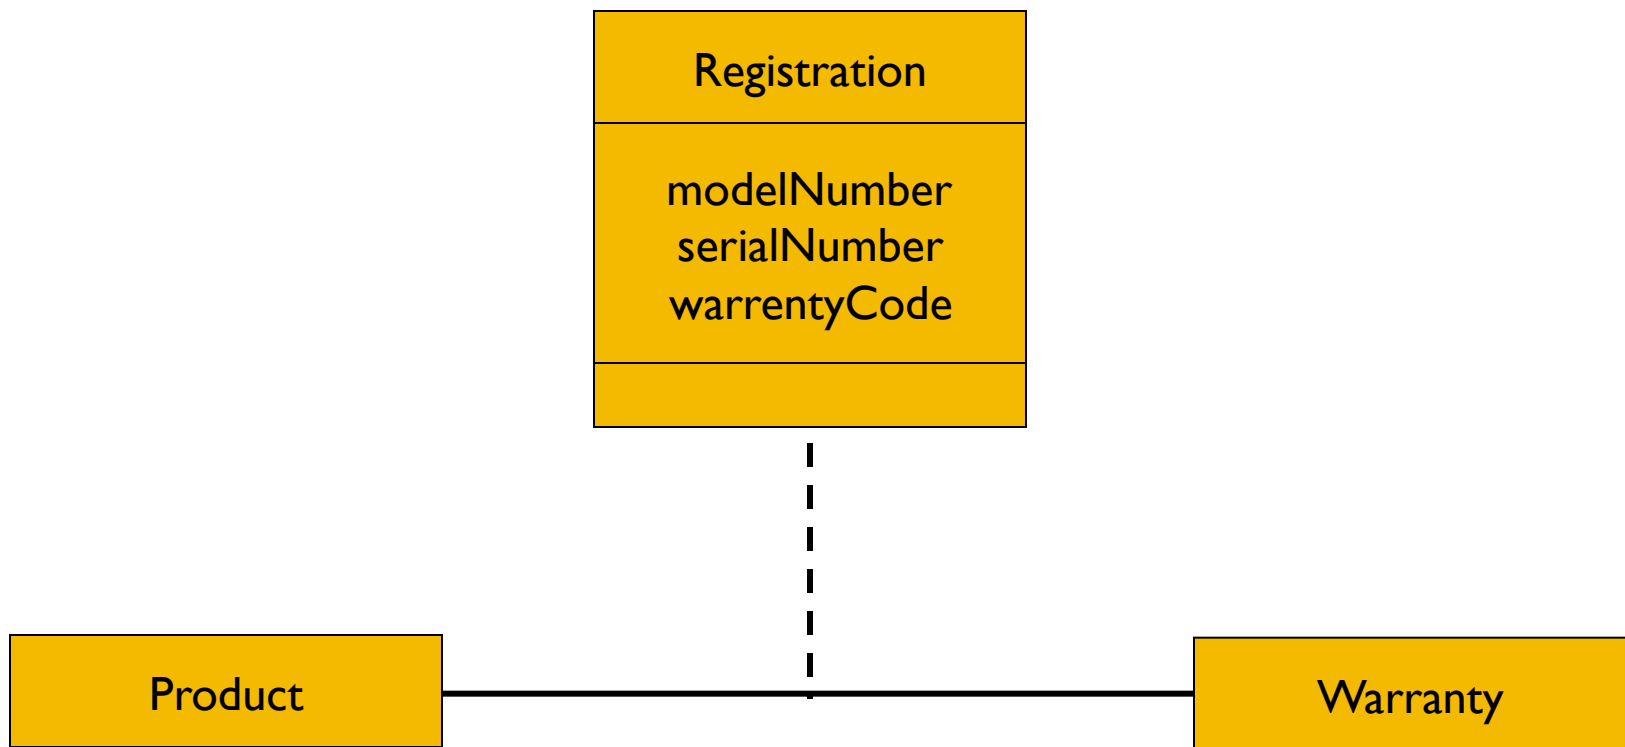 Registration
modelNumber
serialNumber
warrentyCode
Product
Warranty